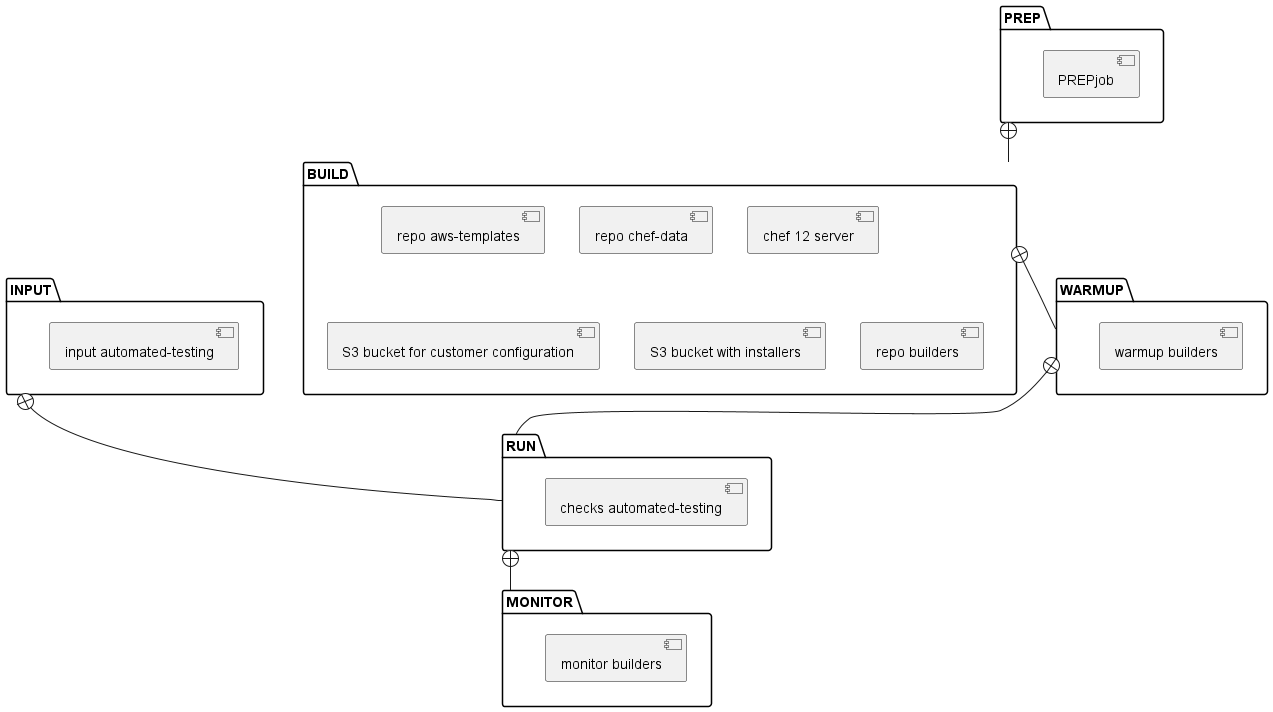 PREP
PREPjob
BUILD
repo aws-templates
repo chef-data
chef 12 server
S3 bucket for customer configuration
S3 bucket with installers
repo builders
INPUT
input automated-testing
WARMUP
warmup builders
RUN
checks automated-testing
MONITOR
monitor builders